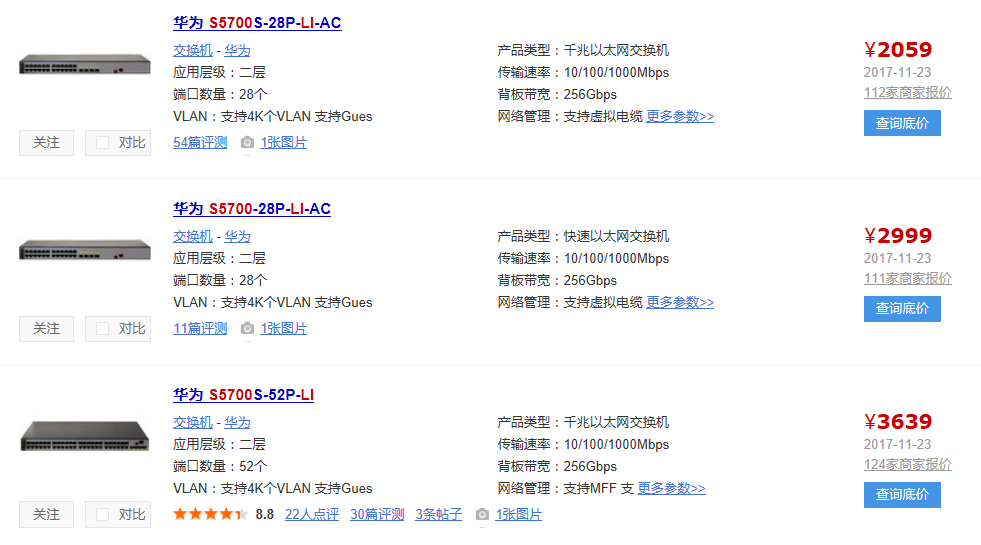 华为 S5700S-28P-LI-AC
交换机 - 华为
产品类型：千兆以太网交换机
¥2059
应用层级：二层
传输速率：10/100/1000Mbps
2017-11-23
端口数量：28个
背板带宽：256Gbps
112家商家报价
VLAN：支持4K个VLAN 支持Gues
网络管理：支持虚拟电缆 更多参数>>
查询底价
关注
对比
54篇评测 1张图片
华为 S5700-28P-LI-AC
交换机 - 华为
产品类型：快速以太网交换机
¥2999
应用层级：二层
传输速率：10/100/1000Mbps
2017-11-23
端口数量：28个
背板带宽：256Gbps
111家商家报价
VLAN：支持4K个VLAN 支持Gues
网络管理：支持虚拟电缆 更多参数>>
查询底价
关注
对比
11篇评测 1张图片
华为 S5700S-52P-LI
交换机 - 华为
产品类型：千兆以太网交换机
¥3639
应用层级：二层
传输速率：10/100/1000Mbps
2017-11-23
端口数量：52个
背板带宽：256Gbps
124家商家报价
VLAN：支持4K个VLAN 支持Gues
网络管理：支持MFF 支 更多参数>>
查询底价
关注
对比
8.8 22人点评 30篇评测 3条帖子 1张图片